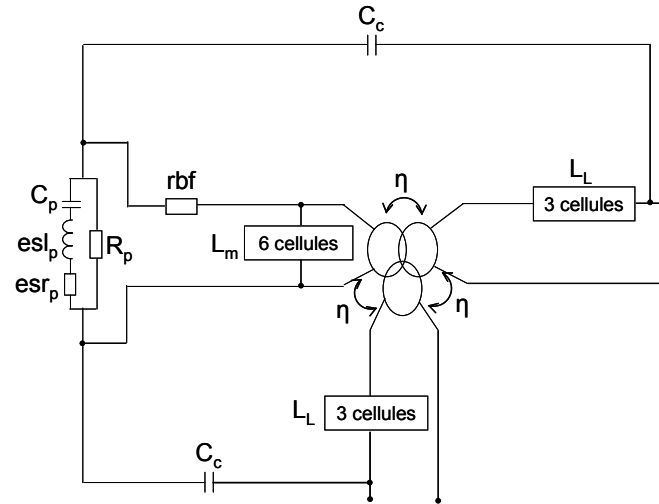 Cc
η
LL
rbf
3 cellules
Cp
eslp
Rp
Lm
6 cellules
esrp
η
η
LL
3 cellules
Cc